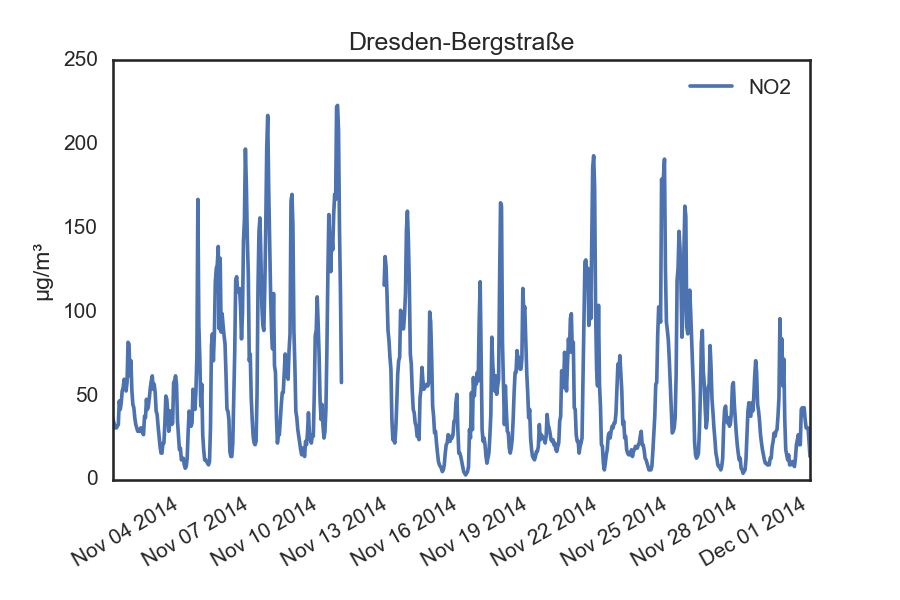 Dresden-Bergstraße
250
200
150
100
50
0
µg/m³
NO2
Nov 04 2014
Nov 07 2014
Nov 10 2014
Nov 13 2014
Nov 16 2014
Nov 19 2014
Nov 22 2014
Nov 25 2014
Nov 28 2014
Dec 01 2014